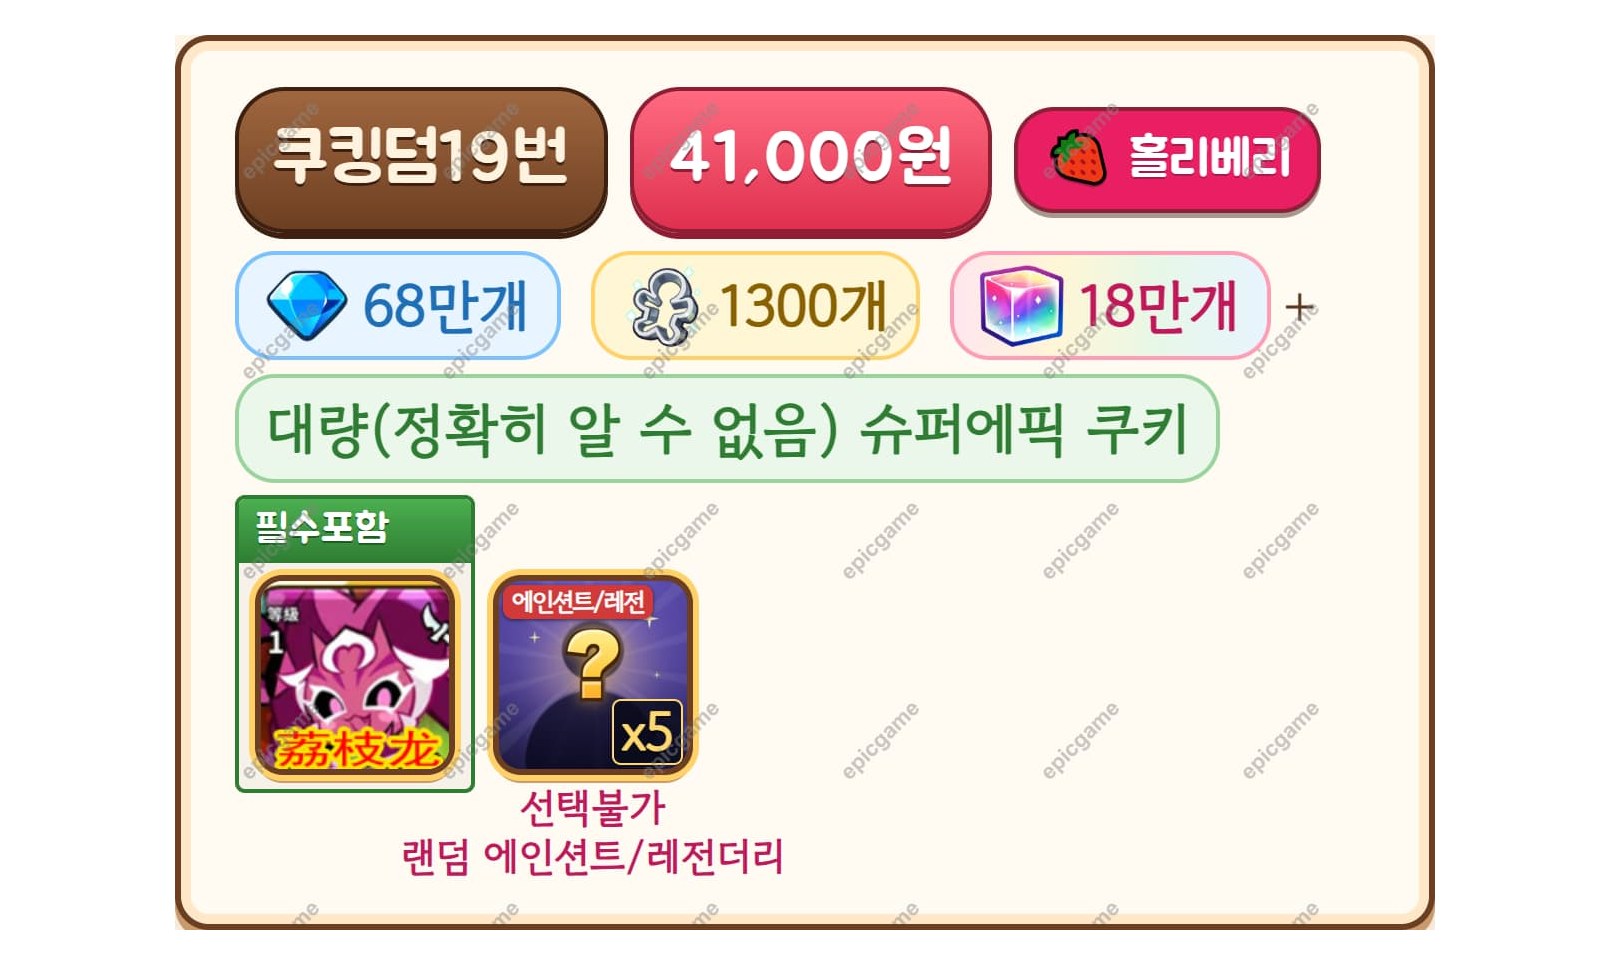 쿠킹덤19번 41,000원 홀리베리
68만개 1300개 18만개 +
대량(정확히 알 수 없음) 슈퍼에픽 쿠키
필수포함
等級
1
荔枝龙
에인션트/레전
?
x5
선택불가
랜덤 에인션트/레전더리
epicgame